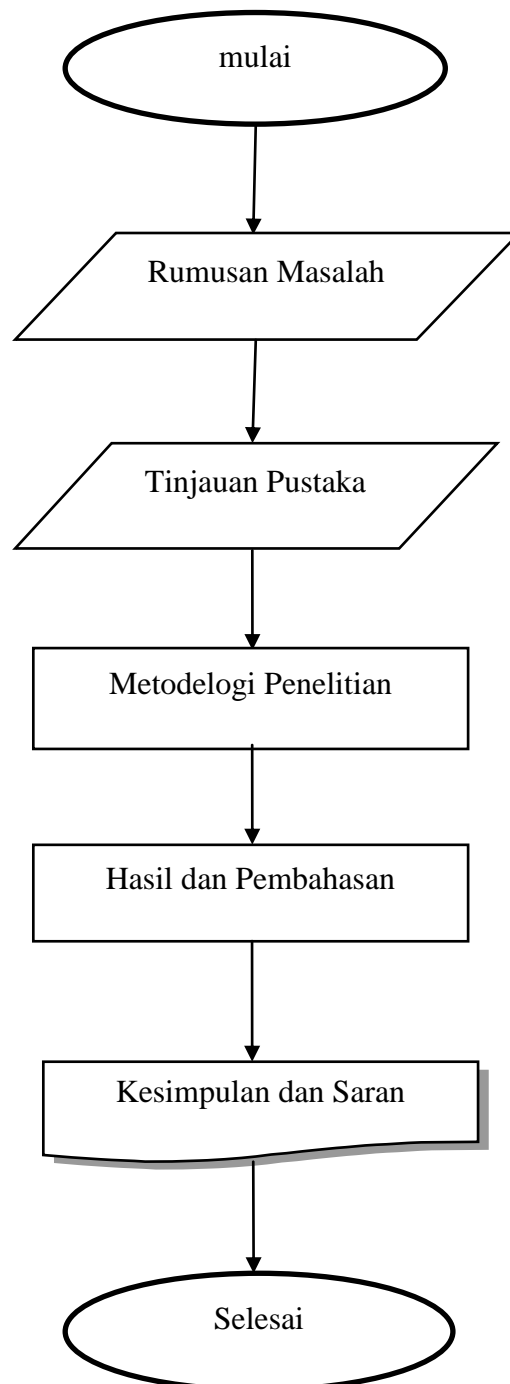 mulai
Rumusan Masalah
Tinjauan Pustaka
Metodelogi Penelitian
Hasil dan Pembahasan
Kesimpulan dan Saran
Selesai